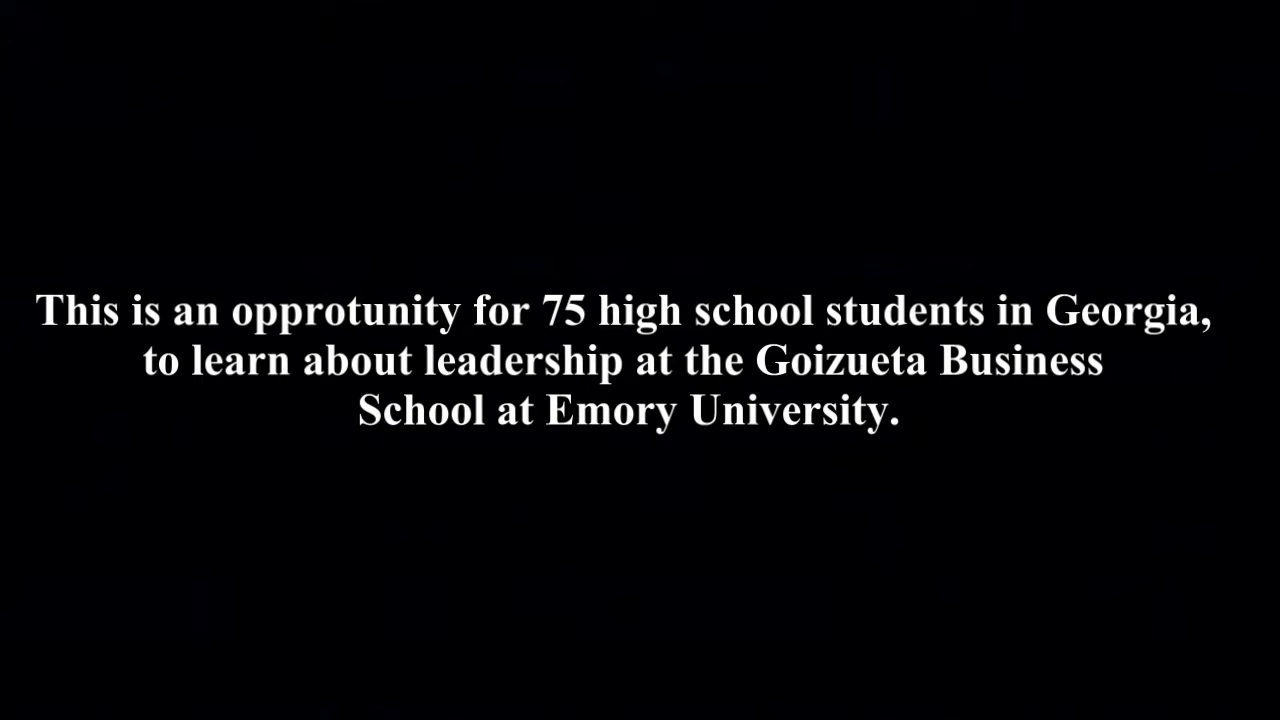 This is an opprotunity for 75 high school students in Georgia,
to learn about leadership at the Goizueta Business
School at Emory University.